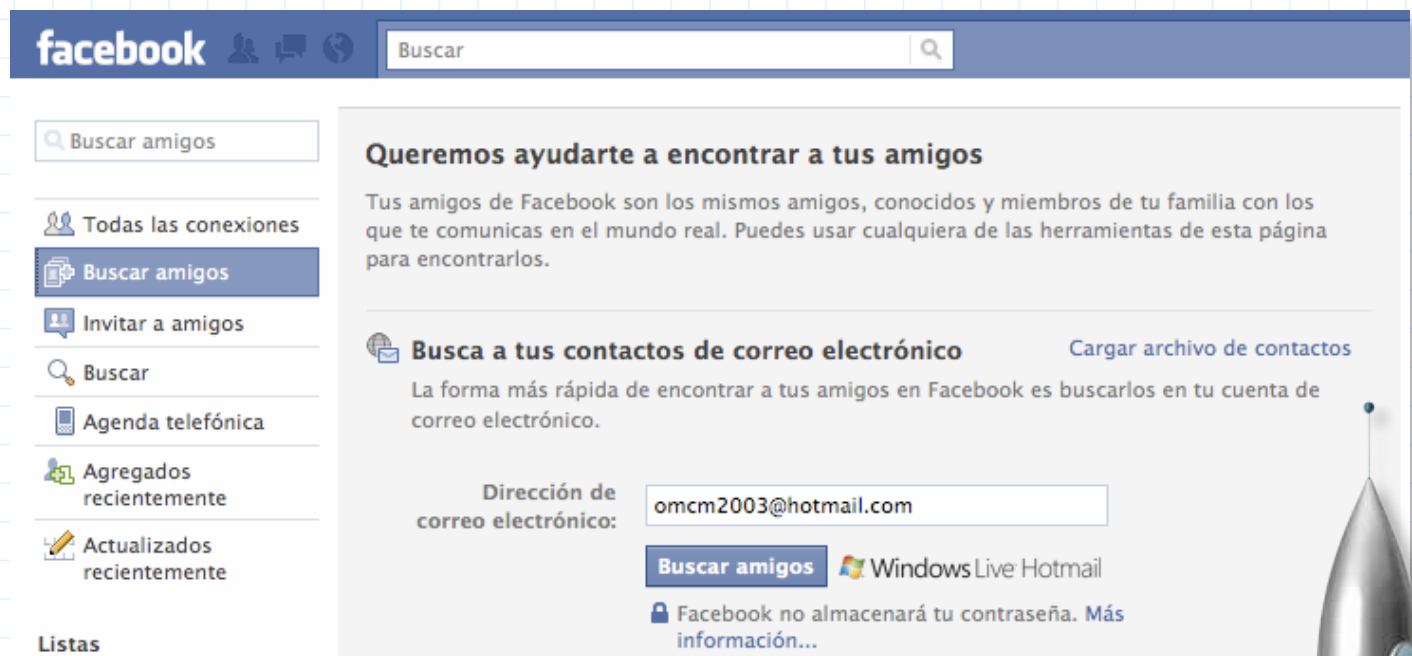 facebook
Buscar
Buscar amigos
Todas las conexiones
Buscar amigos
Invitar a amigos
Buscar
Agenda telefónica
Agregados
recientemente
Actualizados
recientemente
Listas
Queremos ayudarte a encontrar a tus amigos
Tus amigos de Facebook son los mismos amigos, conocidos y miembros de tu familia con los
que te comunicas en el mundo real. Puedes usar cualquiera de las herramientas de esta página
para encontrarlos.
Busca a tus contactos de correo electrónico
Cargar archivo de contactos
La forma más rápida de encontrar a tus amigos en Facebook es buscarlos en tu cuenta de
correo electrónico.
Dirección de
correo electrónico:
omcm2003@hotmail.com
Buscar amigos
Windows Live Hotmail
Facebook no almacenará tu contraseña. Más
información...